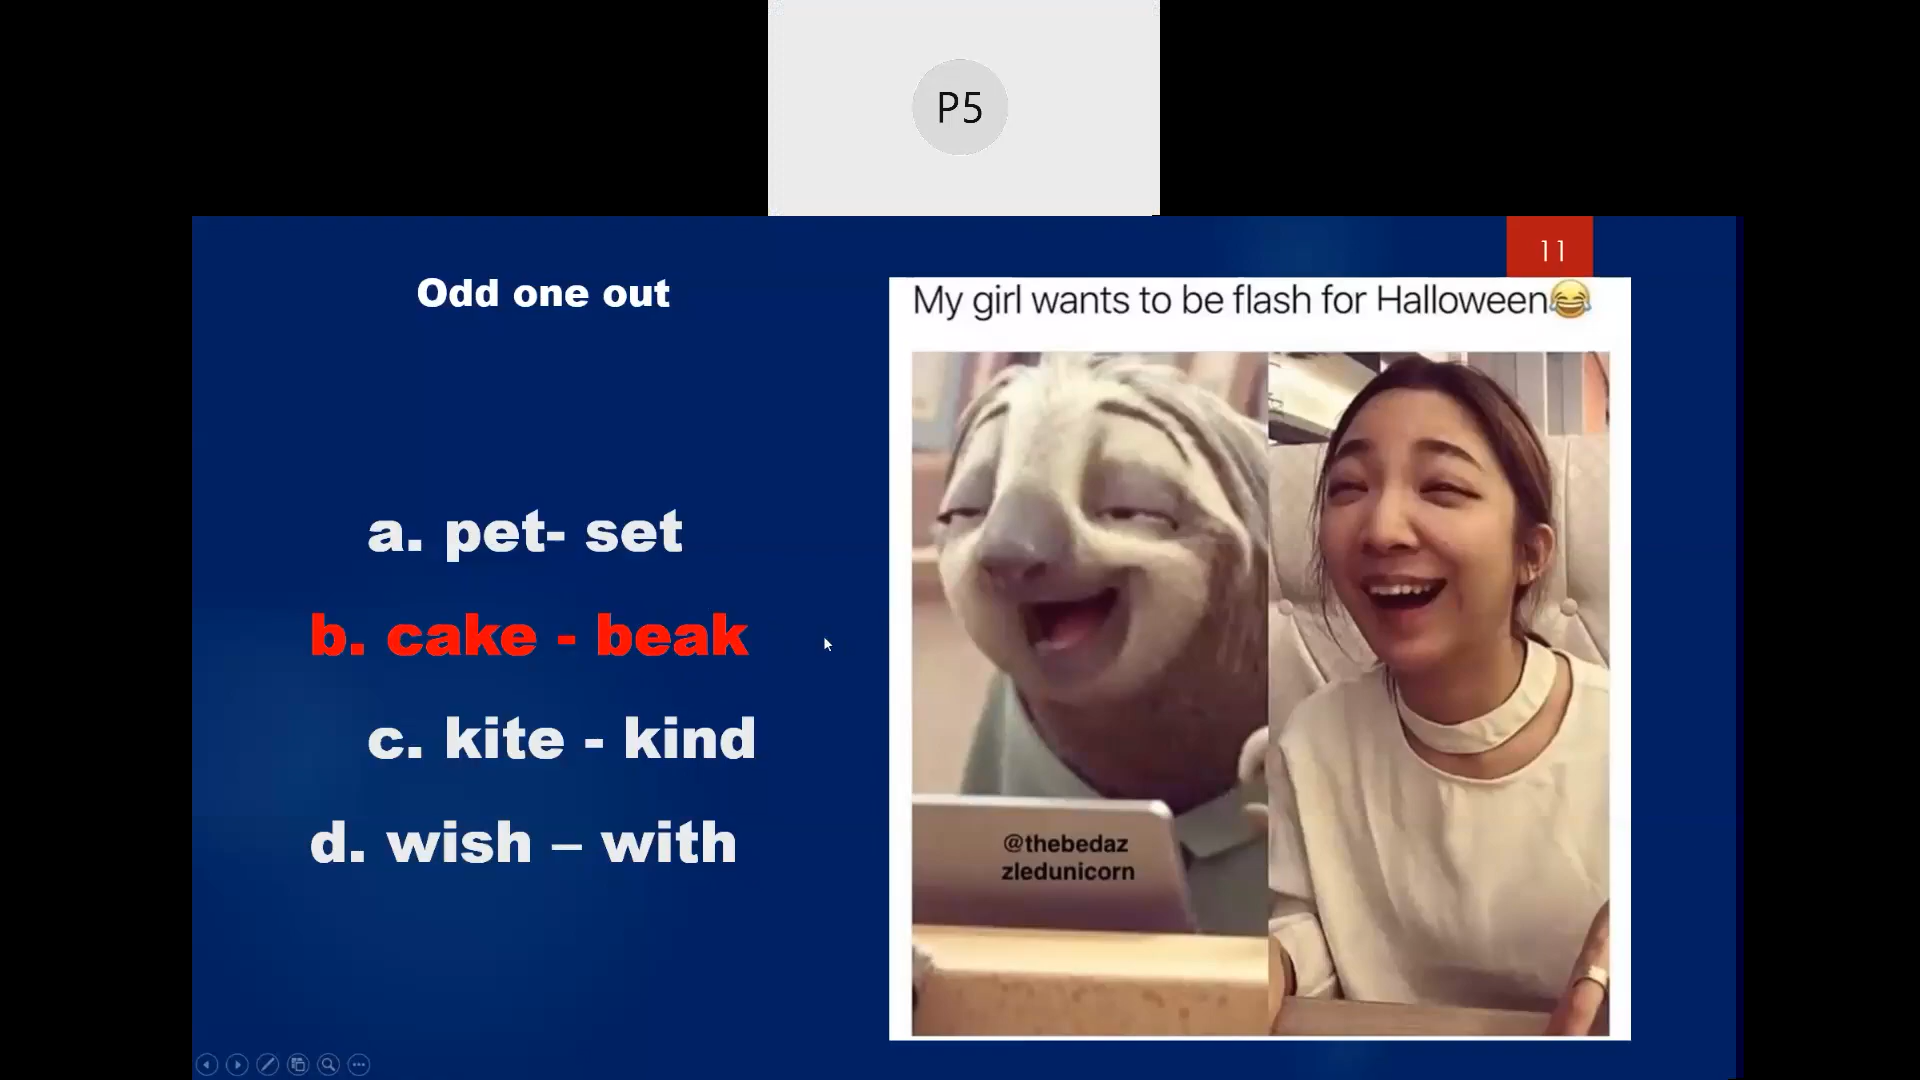 P5
11
Odd one out
a. pet- set
b. cake - beak
c. kite - kind
d. wish – with
My girl wants to be flash for Halloween😂
@thebedaz
zledunicorn